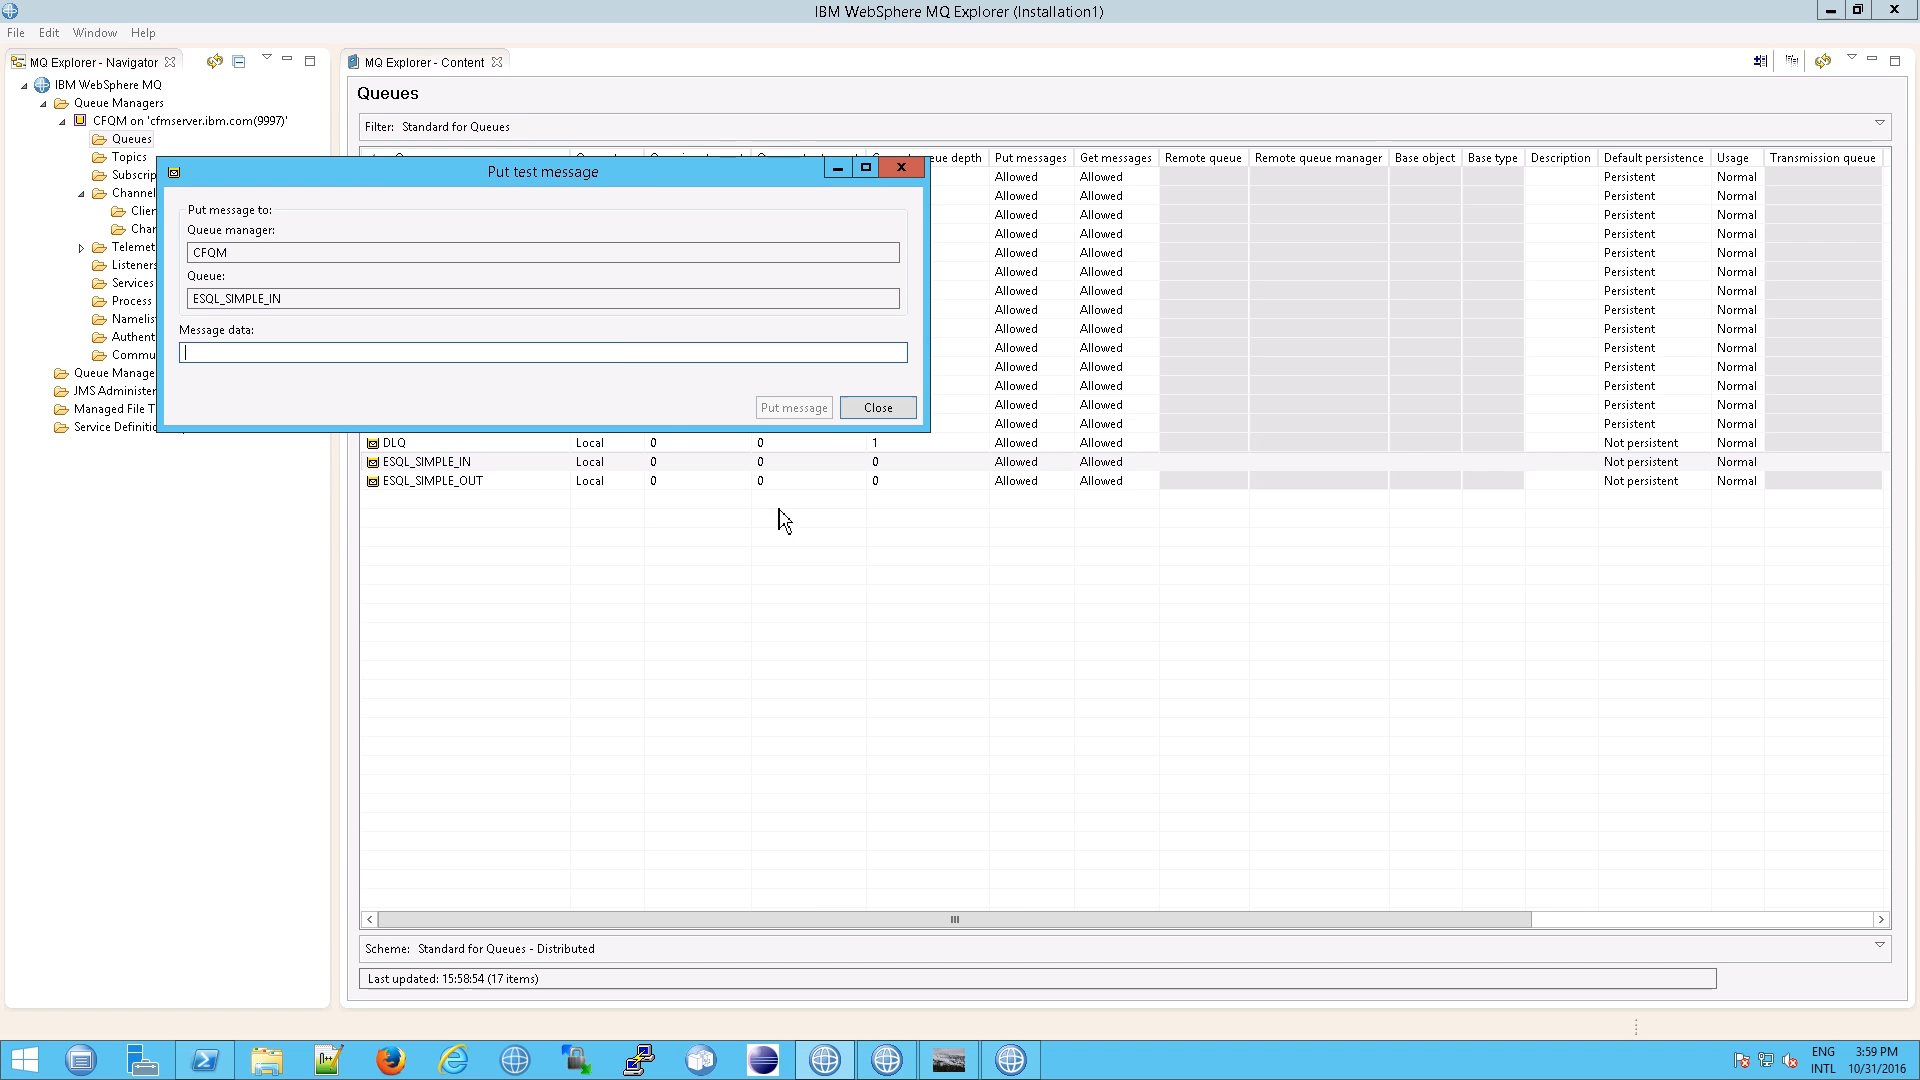 IBM WebSphere MQ Explorer (Installation1)
File Edit Window Help
MQ Explorer - Navigator
IBM WebSphere MQ
Queue Managers
CFQM on 'cfmserver.ibm.com(9997)'
Queues
Topics
Subscrip
Channel
Clien
Char
Telemet
Listeners
Services
Process
Namelis
Authent
Commu
Queue Manage
JMS Administer
Managed File T
Service Definitio
MQ Explorer - Content
Queues
Filter: Standard for Queues
eue depth Put messages Get messages Remote queue Remote queue manager Base object Base type Description Default persistence Usage Transmission queue
Allowed Allowed Persistent Normal
Allowed Allowed Persistent Normal
Allowed Allowed Persistent Normal
Allowed Allowed Persistent Normal
Allowed Allowed Persistent Normal
Allowed Allowed Persistent Normal
Allowed Allowed Persistent Normal
Allowed Allowed Persistent Normal
Allowed Allowed Persistent Normal
Allowed Allowed Persistent Normal
Allowed Allowed Persistent Normal
Allowed Allowed Persistent Normal
Allowed Allowed Persistent Normal
Allowed Allowed Persistent Normal
DLQ Local 0 0 1 Allowed Allowed Not persistent Normal
ESQL_SIMPLE_IN Local 0 0 0 Allowed Allowed Not persistent Normal
ESQL_SIMPLE_OUT Local 0 0 0 Allowed Allowed Not persistent Normal
Put test message
Put message to:
Queue manager:
CFQM
Queue:
ESQL_SIMPLE_IN
Message data:
Put message Close
Scheme: Standard for Queues - Distributed
Last updated: 15:58:54 (17 items)
ENG 3:59 PM
INTL 10/31/2016